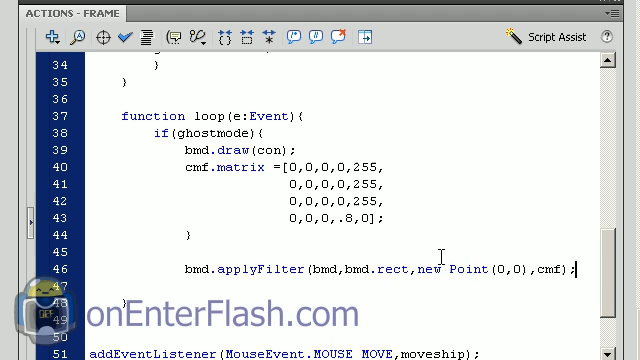 ACTIONS - FRAME
Script Assist
34 }
35 }
36
37 function loop(e:Event){
38 if(ghostmode){
39 bmd.draw(con);
40 cmf.matrix =[0,0,0,0,255,
41 0,0,0,0,255,
42 0,0,0,0,255,
43 0,0,0,.8,0];
44 }
45
46 bmd.applyFilter(bmd,bmd.rect,new Point(0,0),cmf);
47
48 }
onEnterFlash.com
51 addEventListener(MouseEvent.MOUSE_MOVE,moveship);